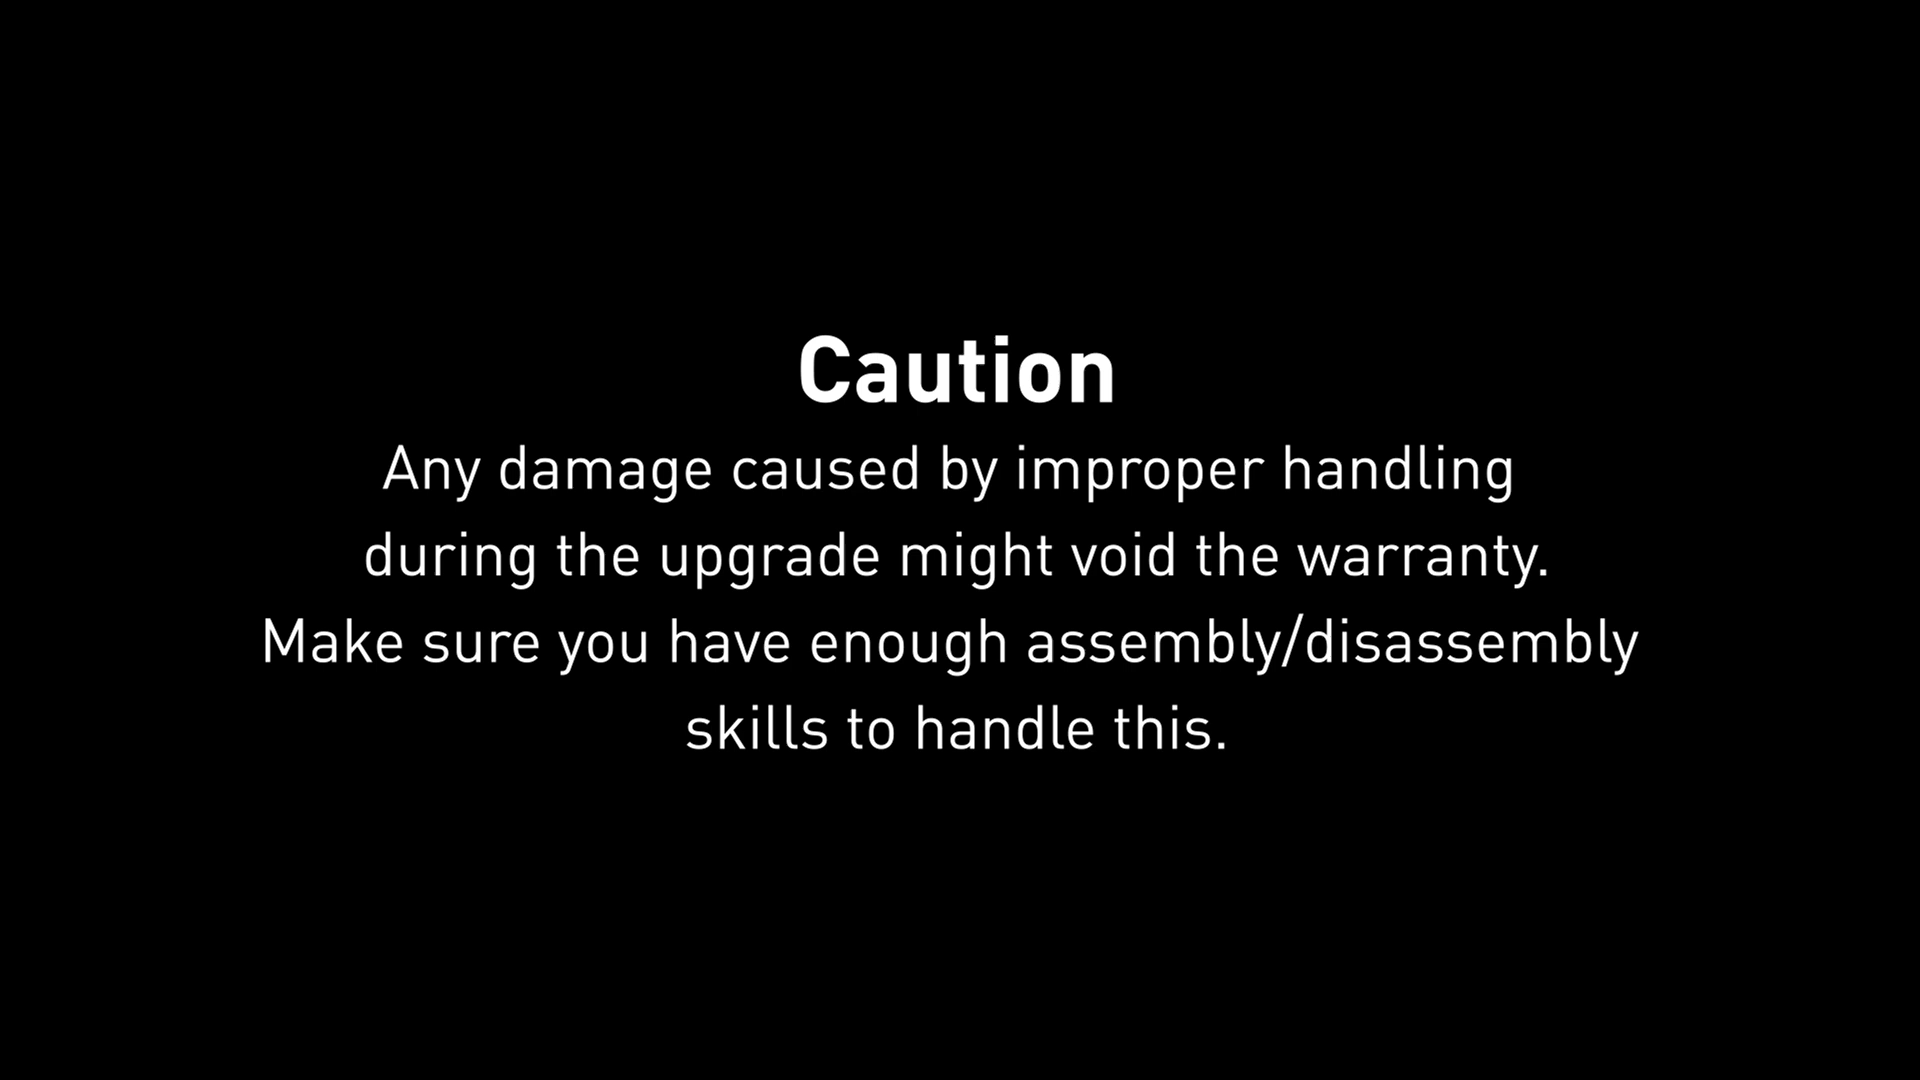 Caution
Any damage caused by improper handling
during the upgrade might void the warranty.
Make sure you have enough assembly/disassembly
skills to handle this.